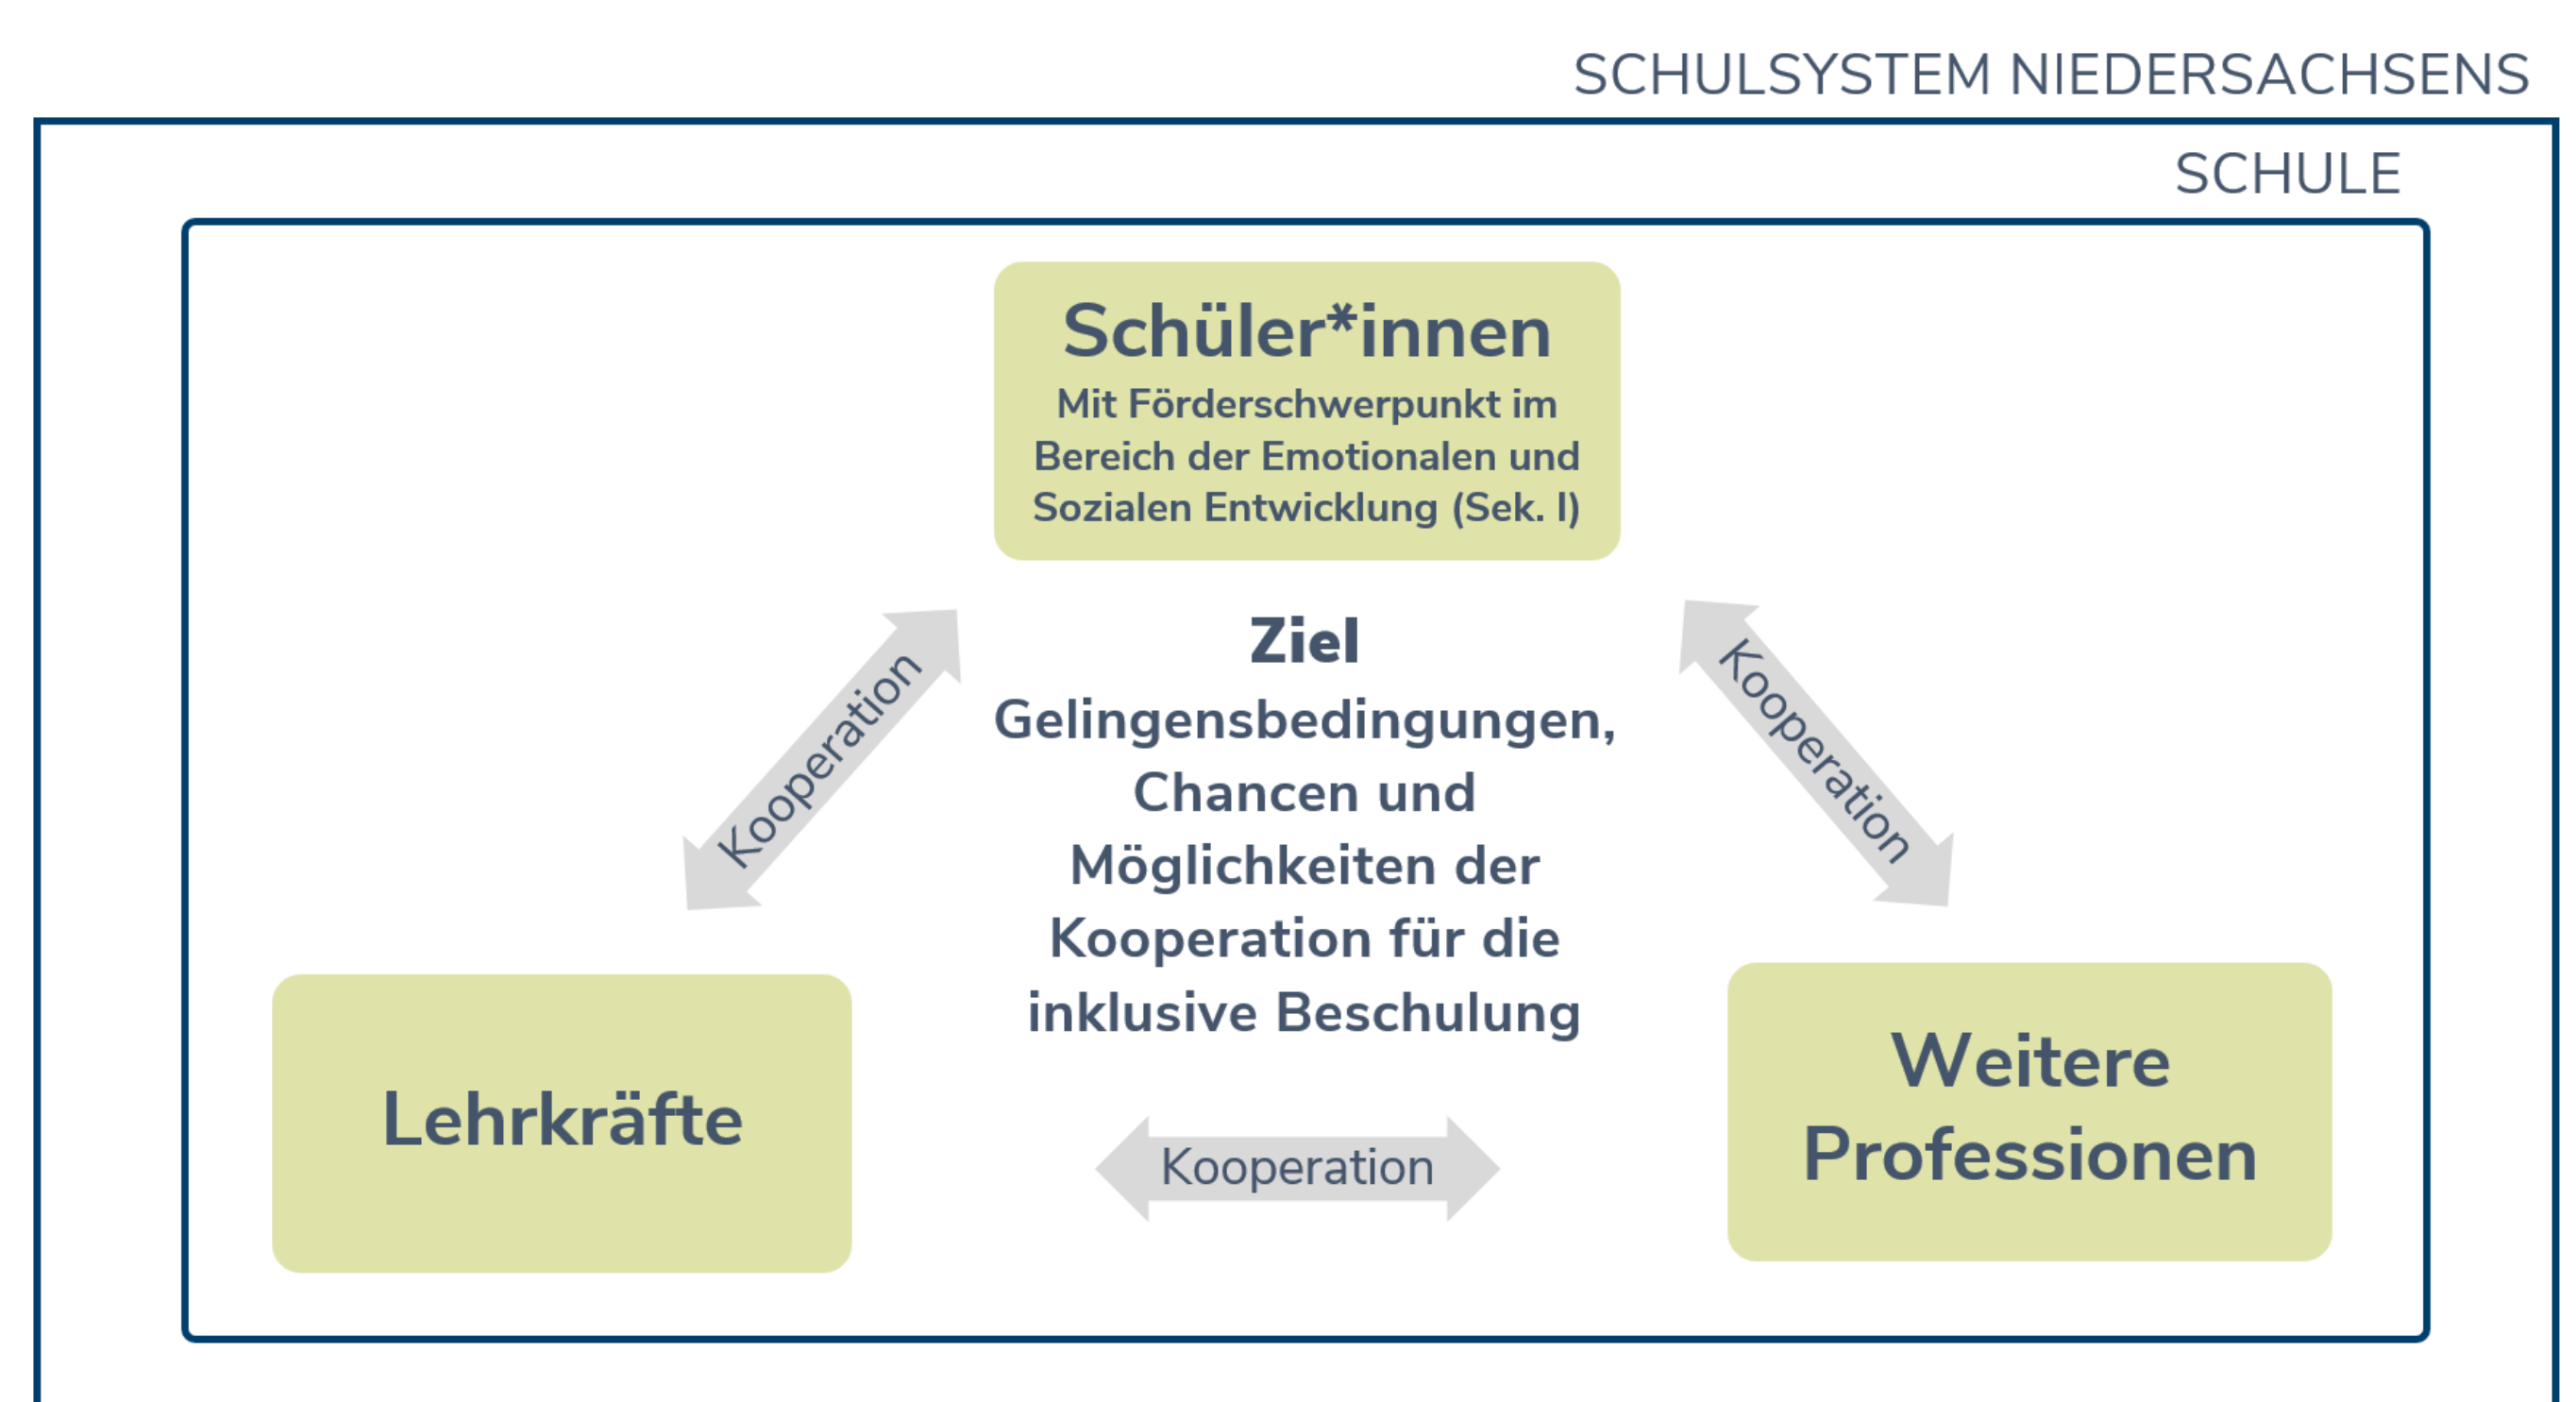 SCHULSYSTEM NIEDERSACHSENS
SCHULE
Schüler*innen
Mit Förderschwerpunkt im
Bereich der Emotionalen und
Sozialen Entwicklung (Sek. I)
Kooperation
Kooperation
Ziel
Gelingensbedingungen,
Chancen und
Möglichkeiten der
Kooperation für die
inklusive Beschulung
Lehrkräfte
Kooperation
Weitere
Professionen